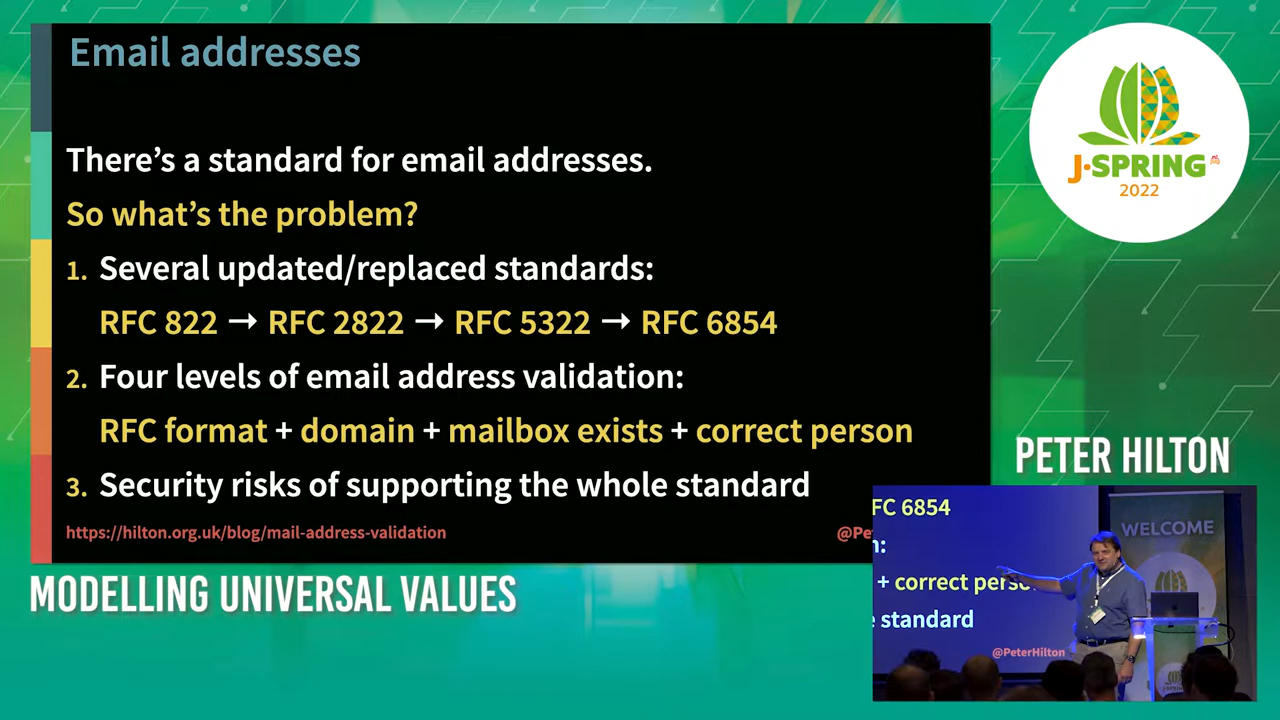 Email addresses
There’s a standard for email addresses.
So what’s the problem?
1. Several updated/replaced standards:
RFC 822 → RFC 2822 → RFC 5322 → RFC 6854
2. Four levels of email address validation:
RFC format + domain + mailbox exists + correct person
3. Security risks of supporting the whole standard
https://hilton.org.uk/blog/mail-address-validation
@Pe
J·SPRING
2022
PETER HILTON
FC 6854
n:
+ correct perso
e standard
@PeterHilton
WELCOME
MODELLING UNIVERSAL VALUES